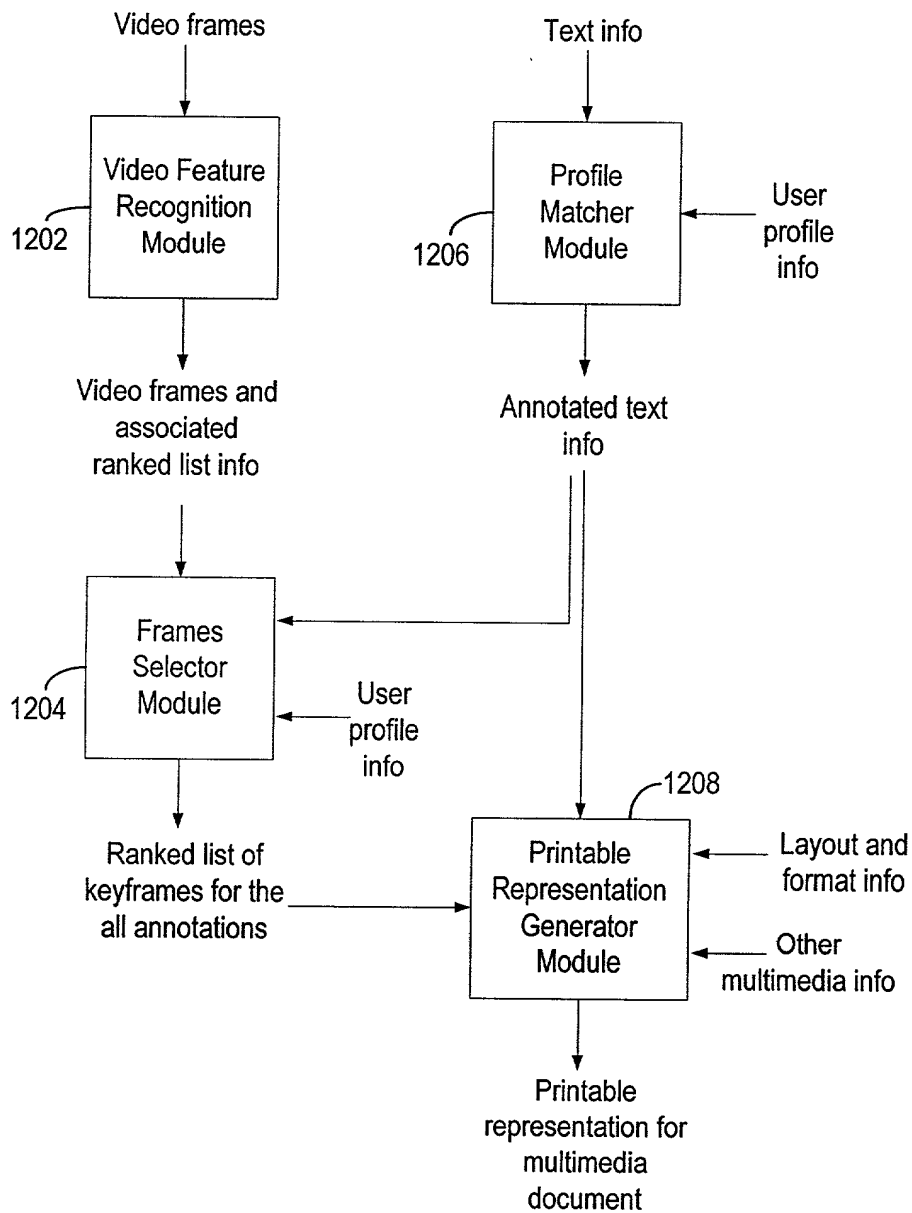 Video frames
Text info
Video Feature
Recognition
Module
1202
Profile
Matcher
Module
1206
User
profile
info
Video frames and
associated
ranked list info
Annotated text
info
Frames
Selector
Module
1204
User
profile
info
1208
Ranked list of
keyframes for the
all annotations
Printable
Representation
Generator
Module
Layout and
format info
Other
multimedia info
Printable
representation for
multimedia
document